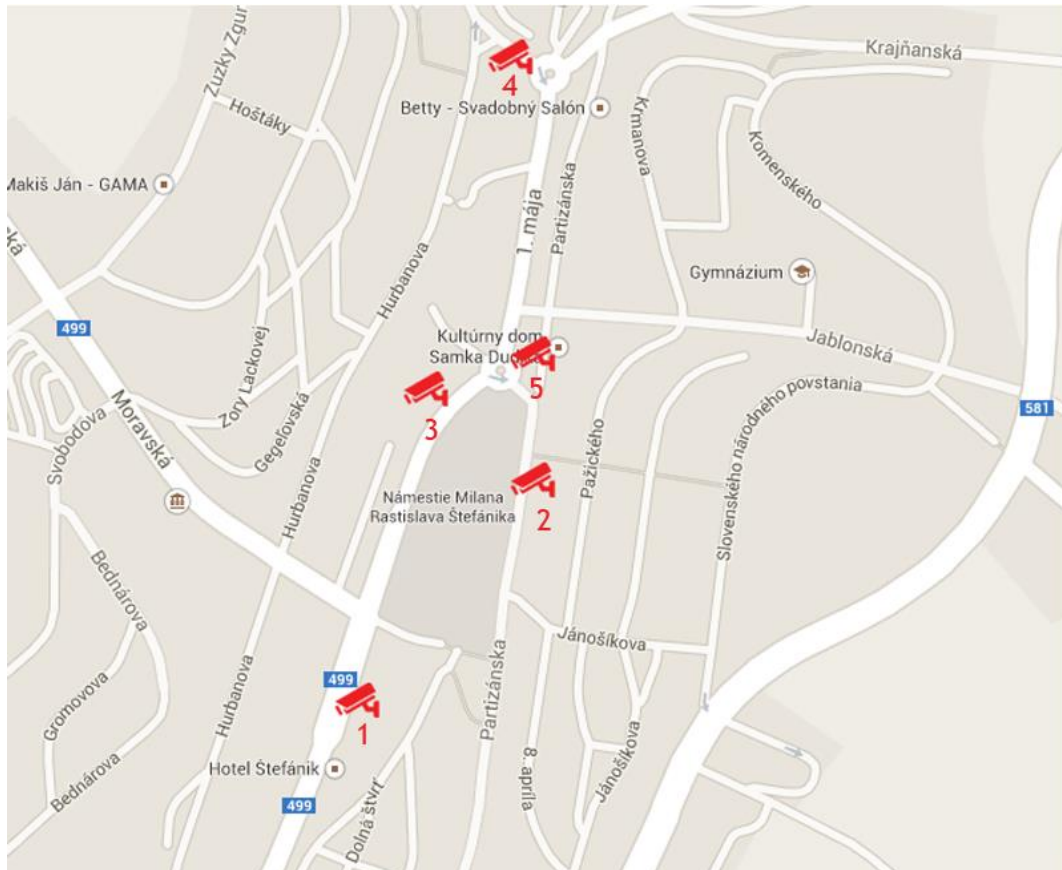 Zuzky Zgur
Krajňanská
4
Betty - Svadobný Salón
Hoštáky
Krmanova
Komenského
Makiš Ján - GAMA
1. mája
Partizánska
ská
Hurbanova
Gymnázium
499
Kultúrny dom
Samka Dud
Jablonská
Zory Lackovej
5
Moravská
3
581
Svobodova
Gegeľovská
Pažického
Slovenského národného povstania
Hurbanova
Námestie Milana
Rastislava Štefánika
2
Bednárova
Jánošíkova
Hurbanova
499
Partizánska
Gromovova
1
Hotel Štefánik
Jánošíkova
8. apríla
Bednárova
499
Dolná štvrť